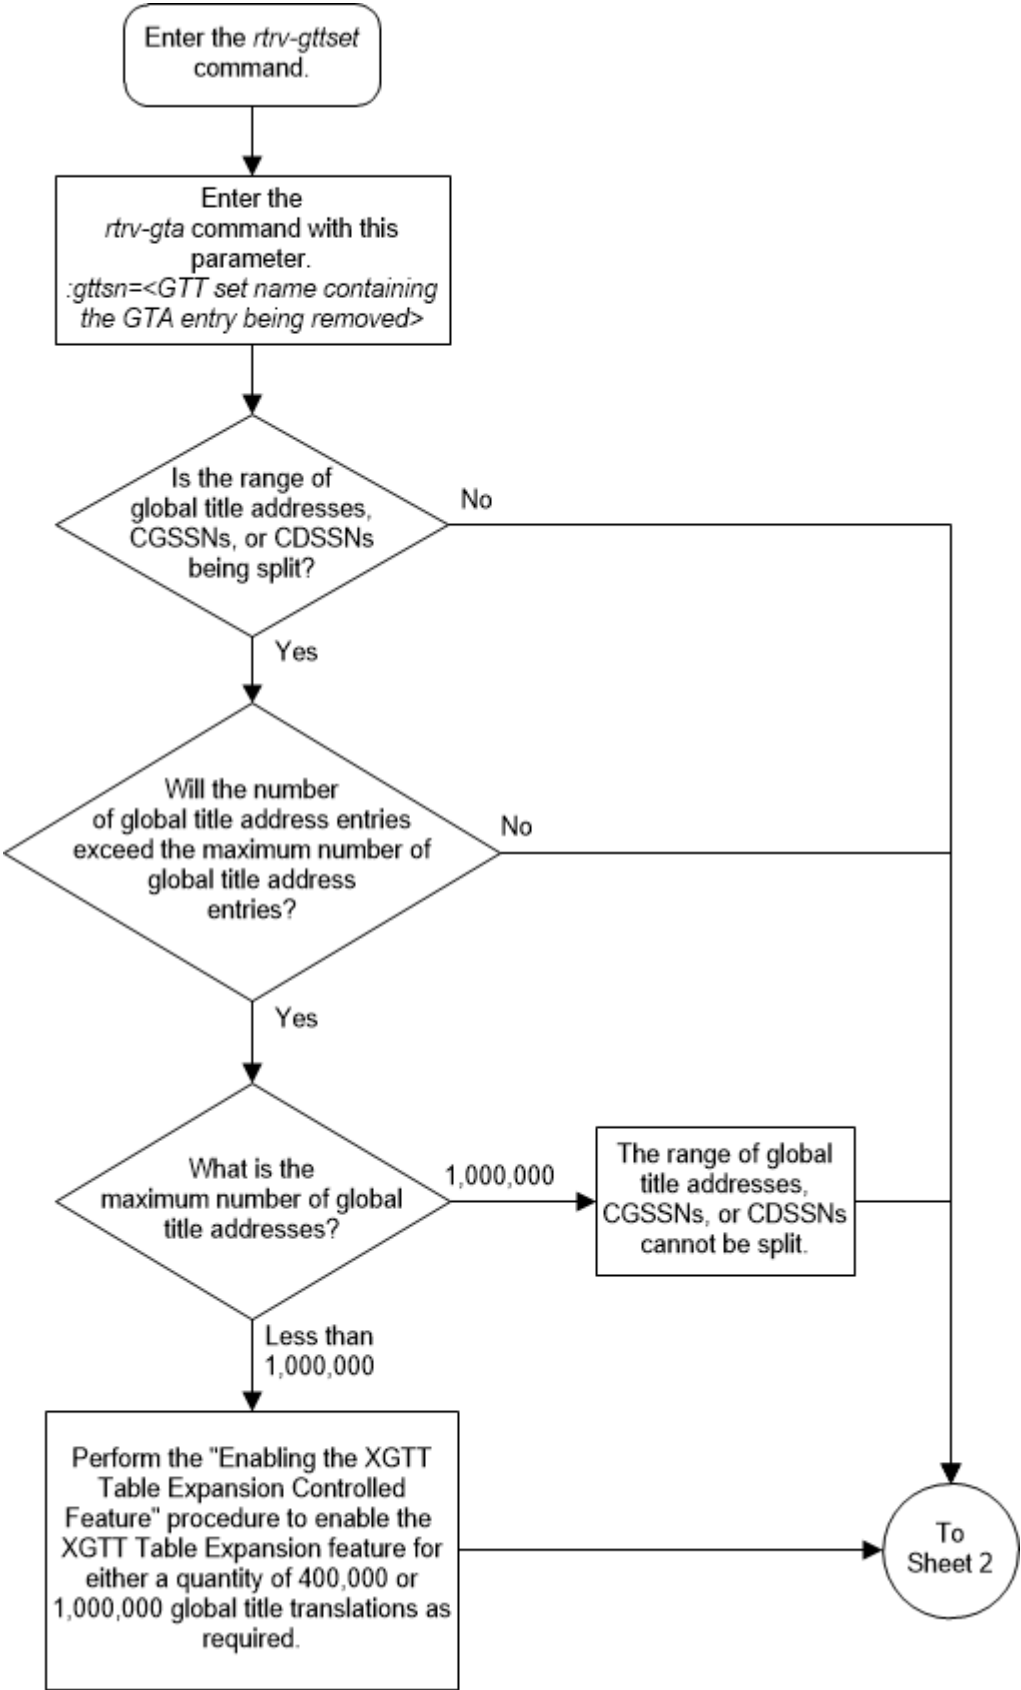 Enter the rtrv-gttset
command.
Enter the
rtrv-gta command with this
parameter.
:gttsn=<GTT set name containing
the GTA entry being removed>
Is the range of
global title addresses,
CGSSNs, or CDSSNs
being split?
No
Yes
Will the number
of global title address entries
exceed the maximum number of
global title address
entries?
No
Yes
What is the
maximum number of global
title addresses?
1,000,000
The range of global
title addresses,
CGSSNs, or CDSSNs
cannot be split.
Less than
1,000,000
Perform the "Enabling the XGTT
Table Expansion Controlled
Feature" procedure to enable the
XGTT Table Expansion feature for
either a quantity of 400,000 or
1,000,000 global title translations as
required.
To
Sheet 2